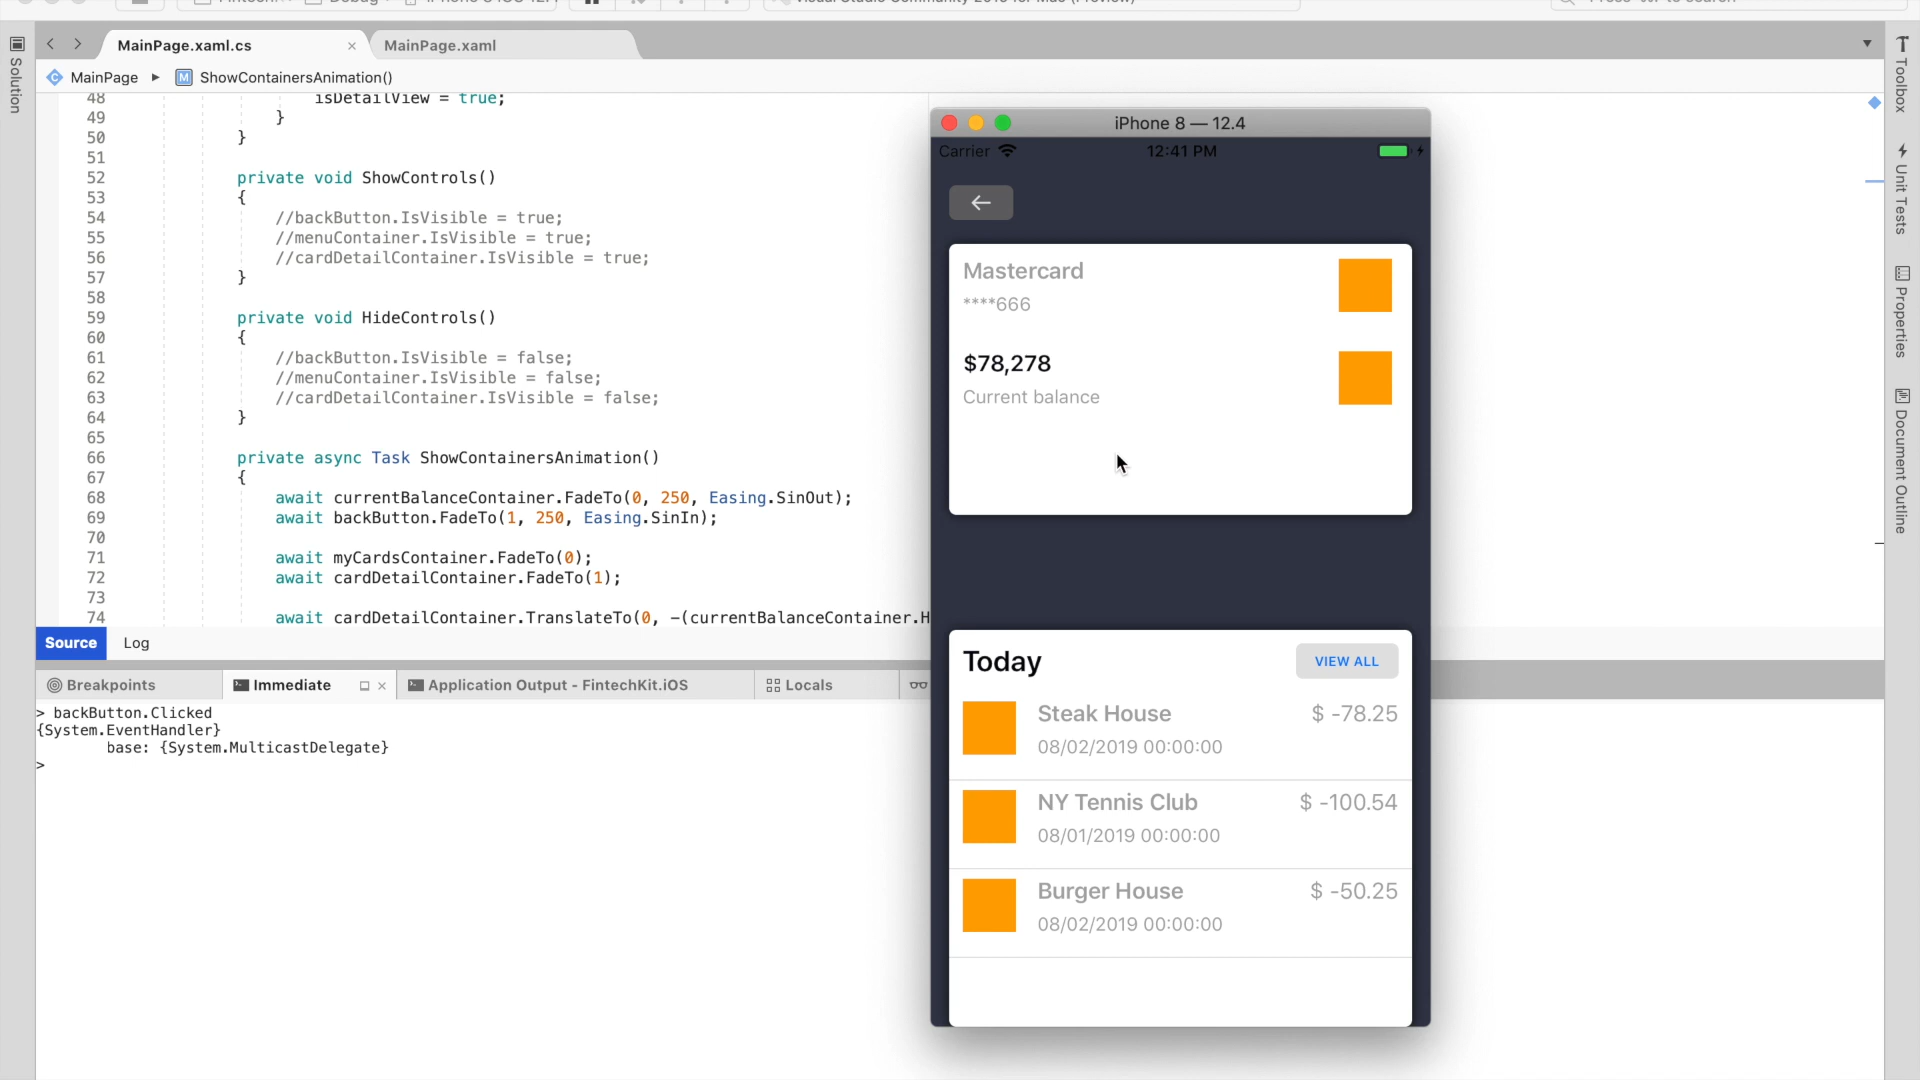 MainPage.xaml.cs
MainPage.xaml
MainPage
M ShowContainersAnimation()
Solution
48 isDetailView = true;
49 }
50 }
51
52 private void ShowControls()
53 {
54 //backButton.IsVisible = true;
55 //menuContainer.IsVisible = true;
56 //cardDetailContainer.IsVisible = true;
57 }
58
59 private void HideControls()
60 {
61 //backButton.IsVisible = false;
62 //menuContainer.IsVisible = false;
63 //cardDetailContainer.IsVisible = false;
64 }
65
66 private async Task ShowContainersAnimation()
67 {
68 await currentBalanceContainer.FadeTo(0, 250, Easing.SinOut);
69 await backButton.FadeTo(1, 250, Easing.SinIn);
70
71 await myCardsContainer.FadeTo(0);
72 await cardDetailContainer.FadeTo(1);
73
74 await cardDetailContainer.TranslateTo(0, -(currentBalanceContainer.H
Source
Log
Breakpoints
Immediate
Application Output - FintechKit.iOS
Locals
> backButton.Clicked
{System.EventHandler}
base: {System.MulticastDelegate}
>
iPhone 8 — 12.4
Carrier
12:41 PM
Mastercard
****666
$78,278
Current balance
Today
VIEW ALL
Steak House
$ -78.25
08/02/2019 00:00:00
NY Tennis Club
$ -100.54
08/01/2019 00:00:00
Burger House
$ -50.25
08/02/2019 00:00:00
Toolbox
Unit Tests
Properties
Document Outline